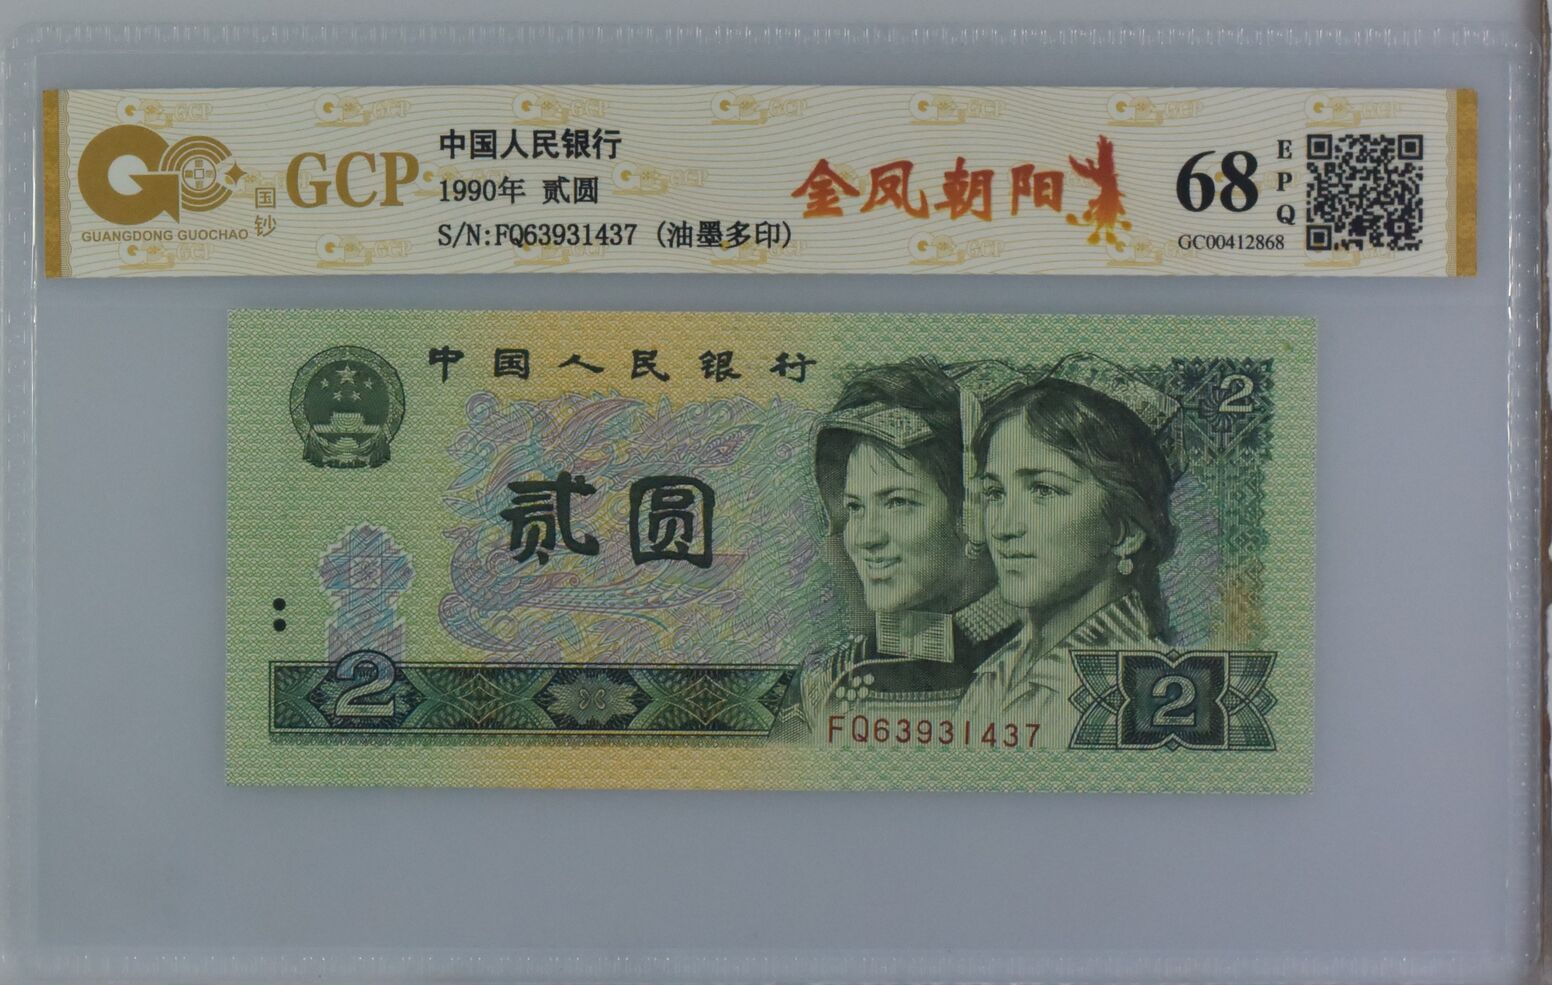 GCP
国钞
GUANGDONG GUOCHAO
中国人民银行
1990年 贰圆
S/N:FQ63931437 (油墨多印)
金凤朝阳
68
EPQ
GC00412868
中国人民银行
2
贰圆
2
2
FQ63931437